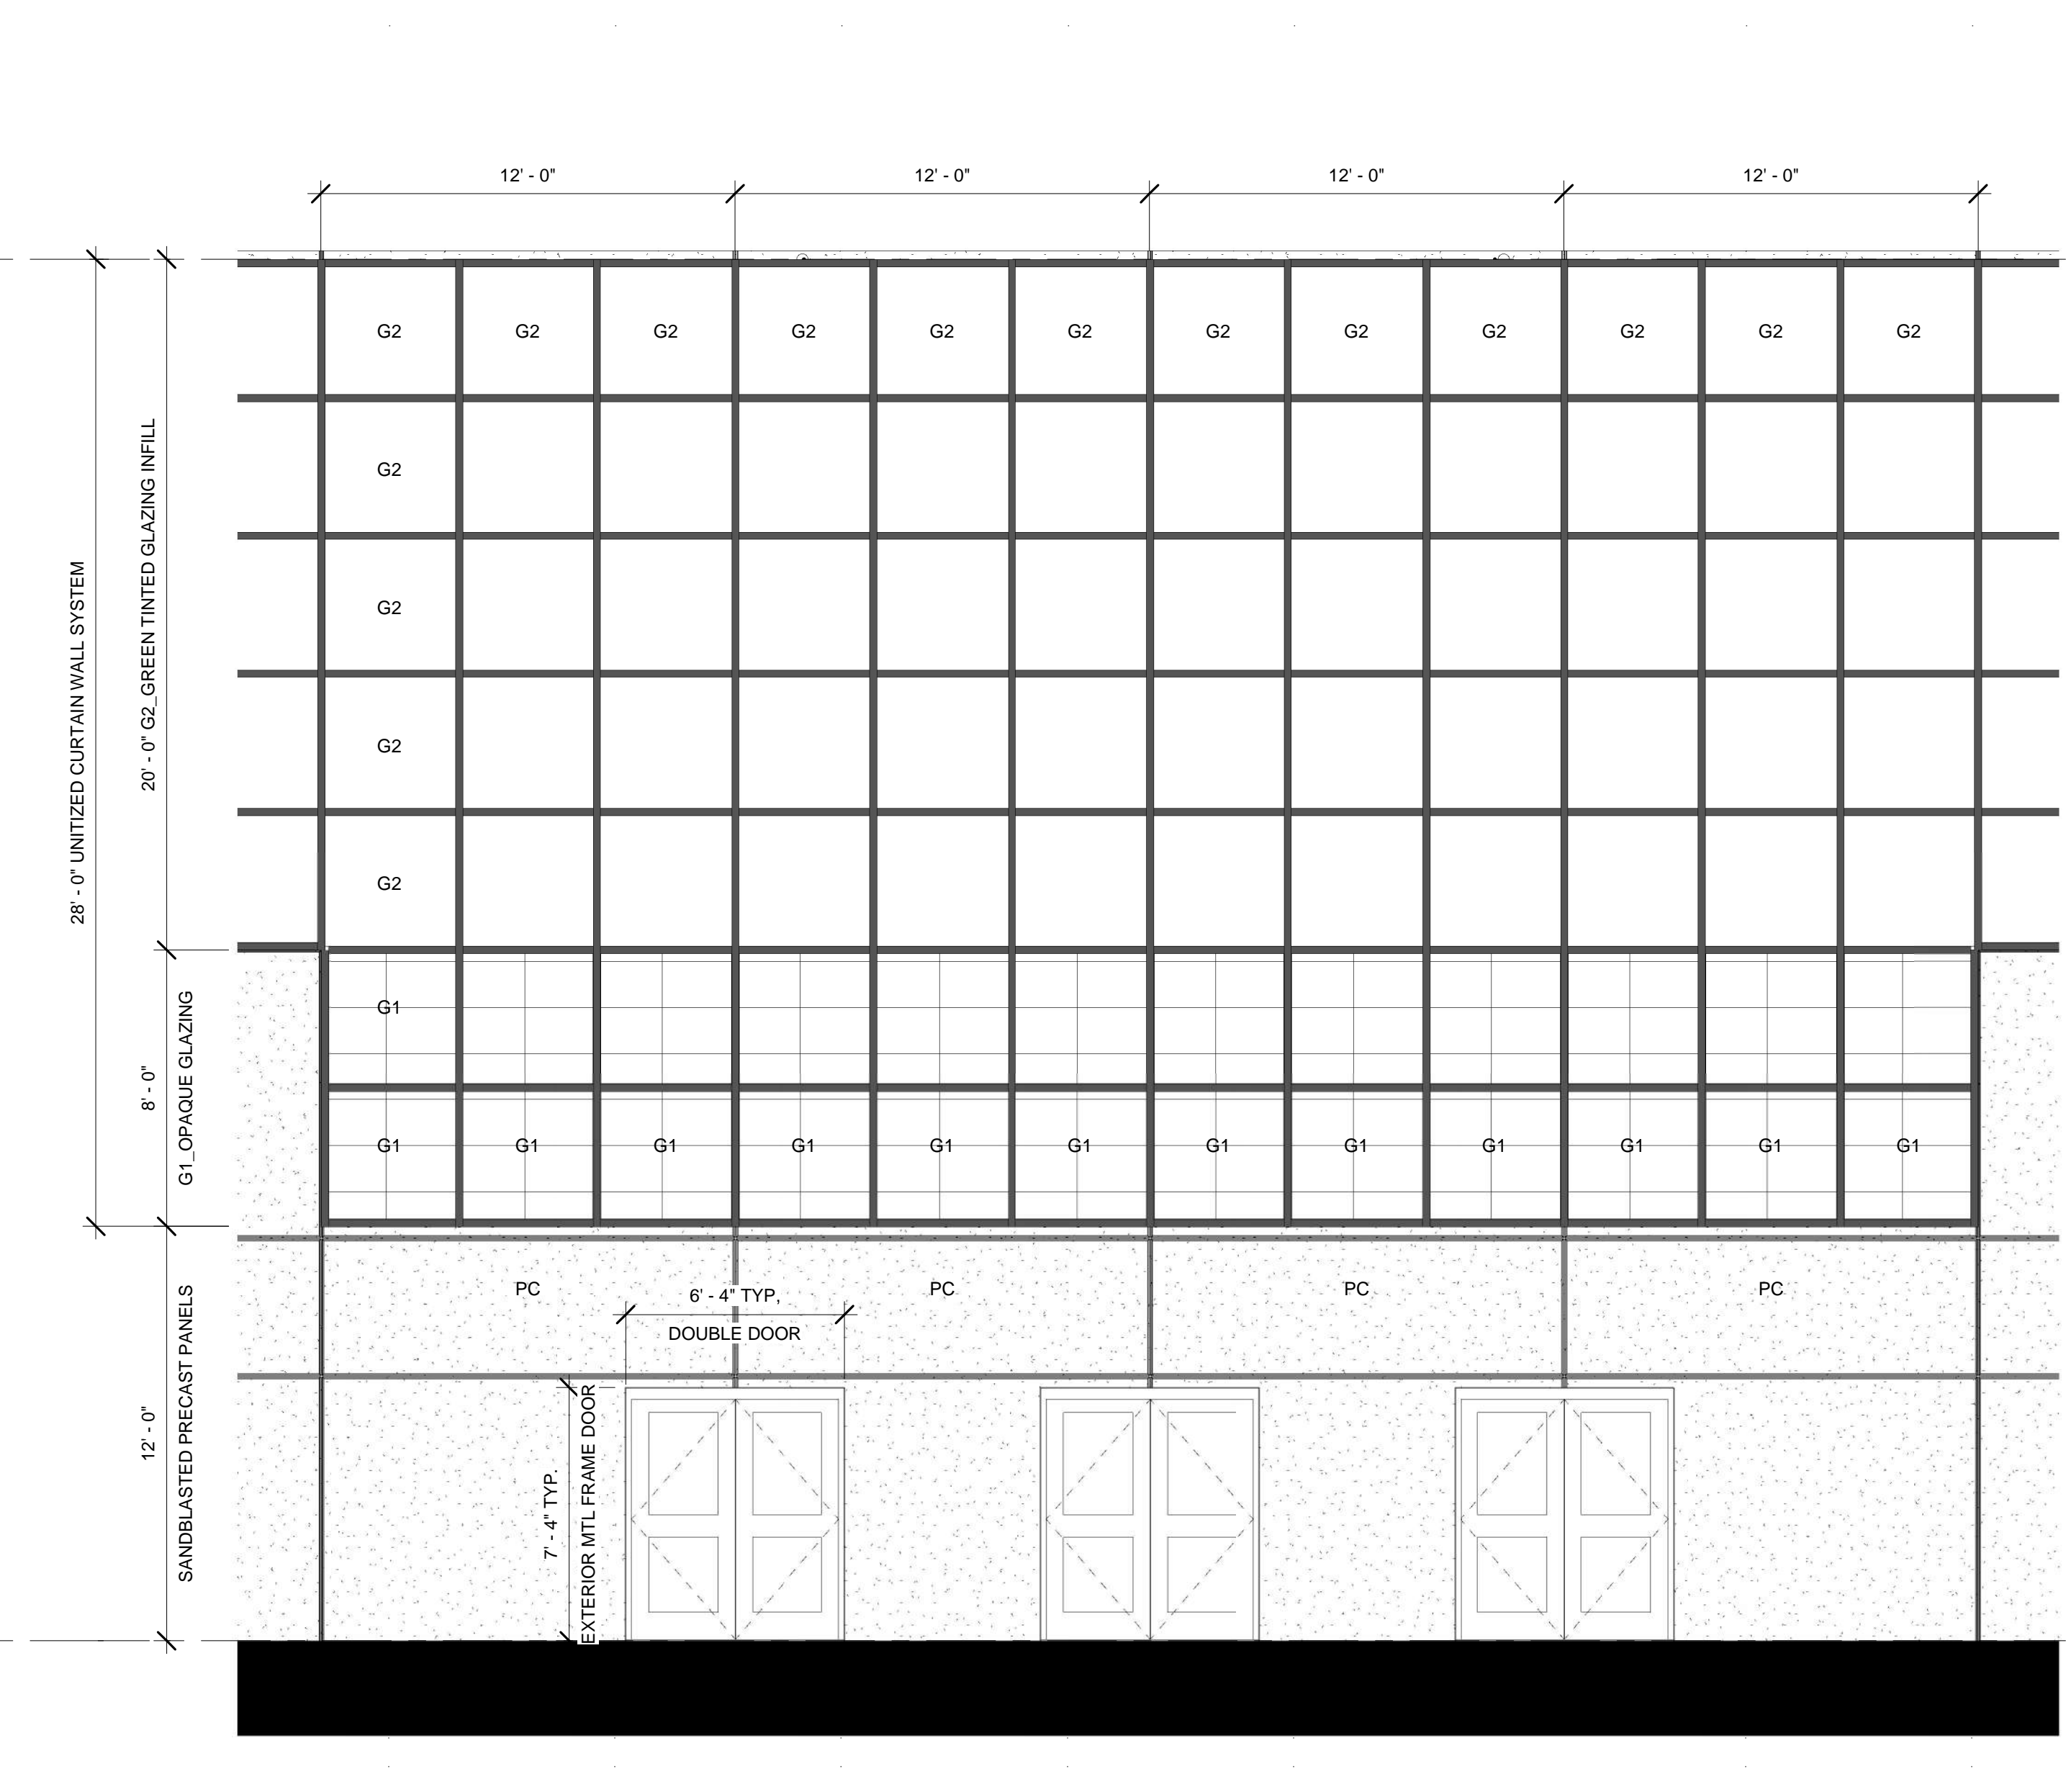 12' - 0" 12' - 0" 12' - 0" 12' - 0"
28' - 0" UNITIZED CURTAIN WALL SYSTEM
20' - 0" G2_GREEN TINTED GLAZING INFILL
G2 G2 G2 G2 G2 G2 G2 G2 G2 G2 G2 G2
G2
G2
G2
G2
8' - 0"
G1_OPAQUE GLAZING
G1
G1 G1 G1 G1 G1 G1 G1 G1 G1 G1 G1 G1
12' - 0"
SANDBLASTED PRECAST PANELS
PC PC PC PC
6' - 4" TYP,
DOUBLE DOOR
7' - 4" TYP.
EXTERIOR MTL FRAME DOOR